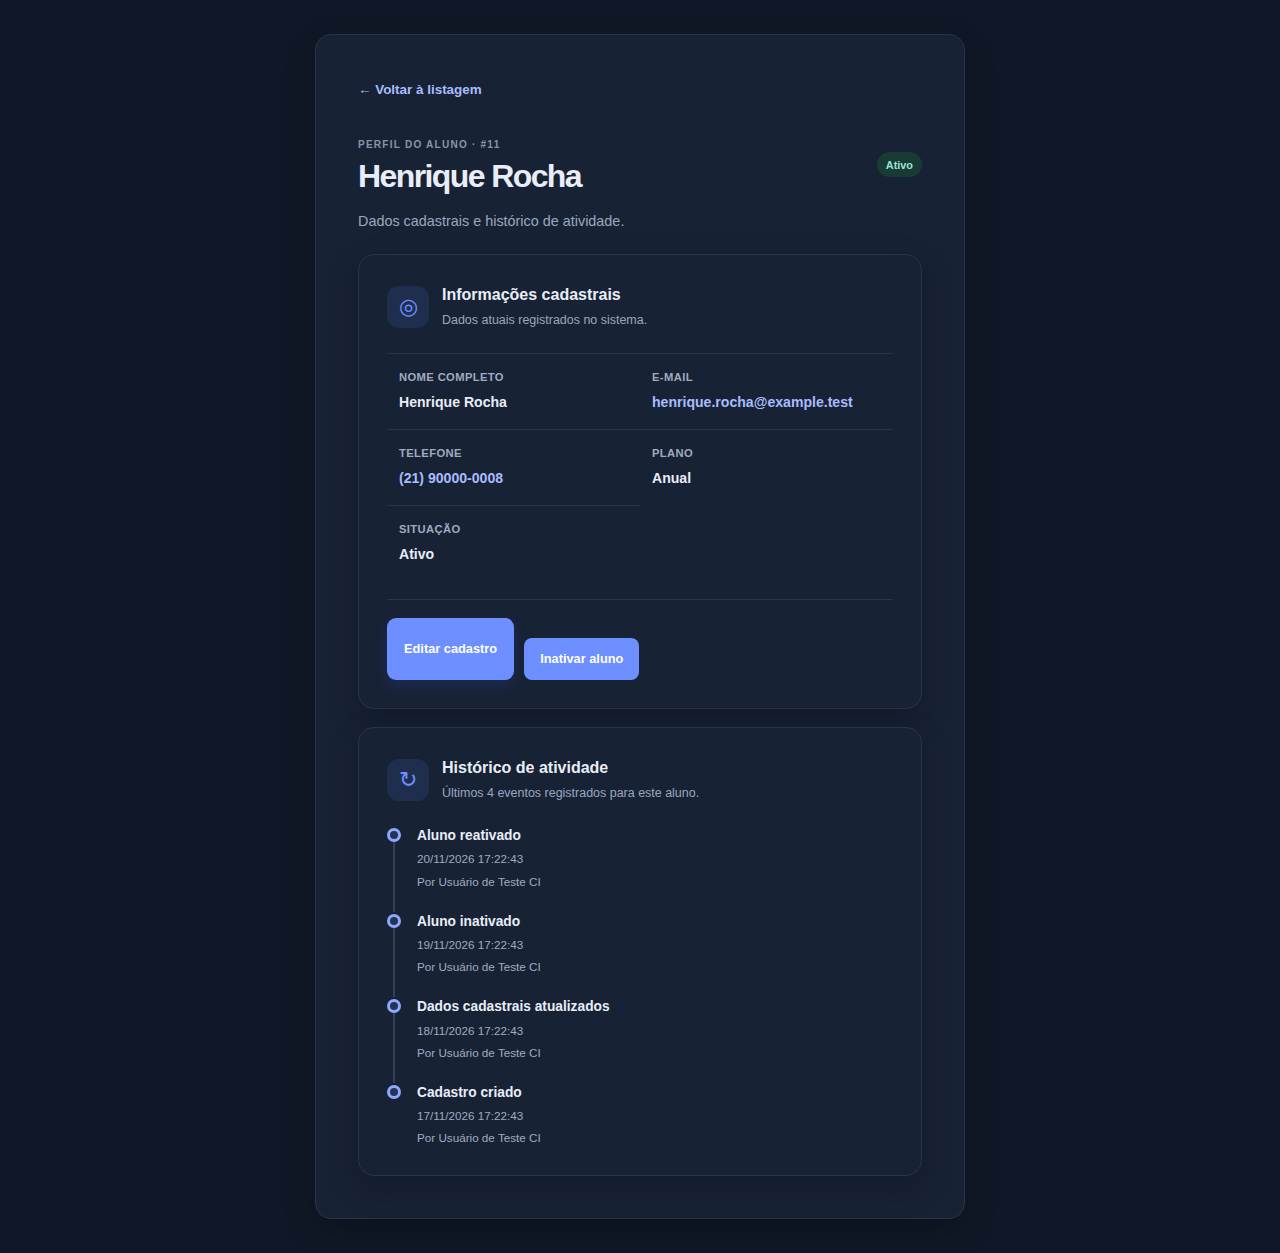 ← Voltar à listagem
PERFIL DO ALUNO · #11
Henrique Rocha
Ativo
Dados cadastrais e histórico de atividade.
Informações cadastrais
Dados atuais registrados no sistema.
NOME COMPLETO
Henrique Rocha
E-MAIL
henrique.rocha@example.test
TELEFONE
(21) 90000-0008
PLANO
Anual
SITUAÇÃO
Ativo
Editar cadastro
Inativar aluno
Histórico de atividade
Últimos 4 eventos registrados para este aluno.
Aluno reativado
20/11/2026 17:22:43
Por Usuário de Teste CI
Aluno inativado
19/11/2026 17:22:43
Por Usuário de Teste CI
Dados cadastrais atualizados
18/11/2026 17:22:43
Por Usuário de Teste CI
Cadastro criado
17/11/2026 17:22:43
Por Usuário de Teste CI